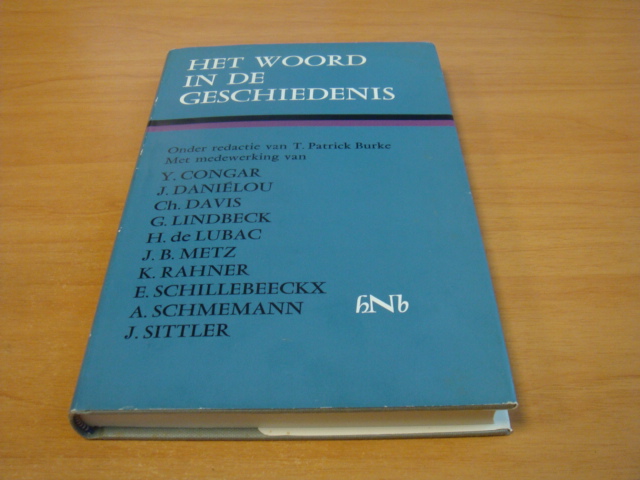 HET WOORD
IN DE
GESCHIEDENIS
Onder redactie van T. Patrick Burke
Met medewerking van
Y. CONGAR
J. DANIÉLOU
Ch. DAVIS
G. LINDBECK
H. de LUBAC
J. B. METZ
K. RAHNER
E. SCHILLEBEECKX
A. SCHMEMANN
J. SITTLER